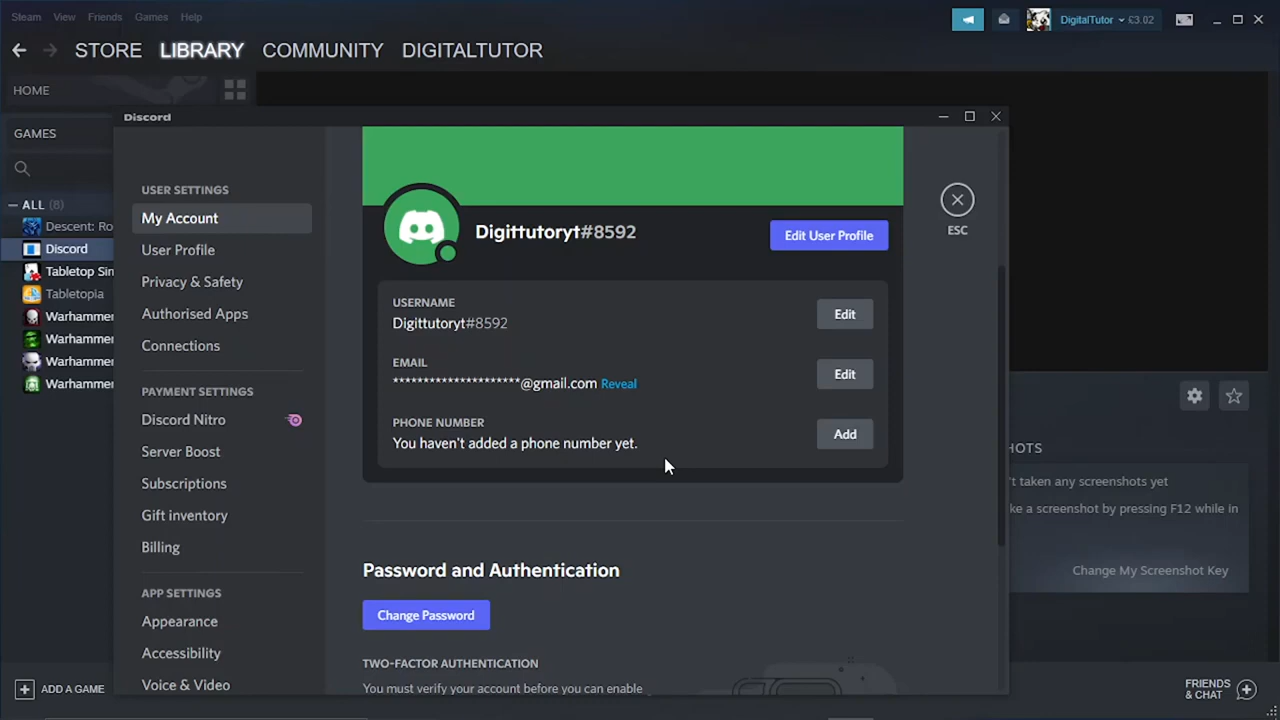 Steam View Friends Games Help
DigitalTutor £3.02
STORE LIBRARY COMMUNITY DIGITALTUTOR
HOME
GAMES
ALL (8)
Descent: Ro
Discord
Tabletop Sim
Tabletopia
Warhamme
Warhamme
Warhamme
Warhamme
ADD A GAME
Discord
USER SETTINGS
My Account
User Profile
Privacy & Safety
Authorised Apps
Connections
PAYMENT SETTINGS
Discord Nitro
Server Boost
Subscriptions
Gift inventory
Billing
APP SETTINGS
Appearance
Accessibility
Voice & Video
Digittutoryt#8592
Edit User Profile
USERNAME
Digittutoryt#8592
Edit
EMAIL
*********************@gmail.com Reveal
Edit
PHONE NUMBER
You haven't added a phone number yet.
Add
Password and Authentication
Change Password
TWO-FACTOR AUTHENTICATION
You must verify your account before you can enable
ESC
HOTS
't taken any screenshots yet
ke a screenshot by pressing F12 while in
Change My Screenshot Key
FRIENDS
& CHAT